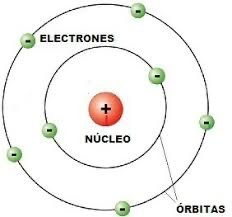 ELECTRONES
+
NÚCLEO
ÓRBITAS